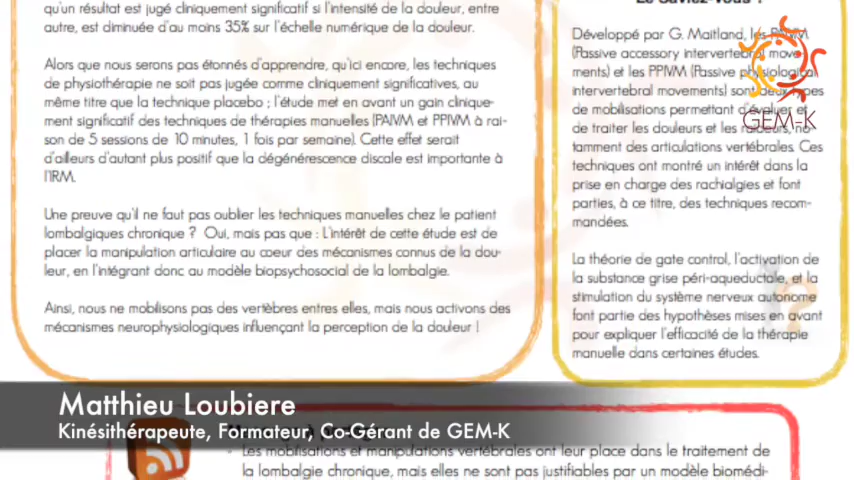 qu'un résultat est jugé cliniquement significatif si l'intensité de la douleur, entre
autre, est diminuée d'au moins 35% sur l'échelle numérique de la douleur.
Alors que nous serons pas étonnés d'apprendre, qu'ici encore, les techniques
de physiothérapie ne soit pas jugée comme cliniquement significatives, au
même titre que la technique placebo ; l'étude met en avant un gain clinique-
ment significatif des techniques de thérapies manuelles (PAIVM et PPIVM à rai-
son de 5 sessions de 10 minutes, 1 fois par semaine). Cette effet serait
d'ailleurs d'autant plus positif que la dégénérescence discale est importante à
l'IRM.
Une preuve qu'il ne faut pas oublier les techniques manuelles chez le patient
lombalgiques chronique ? Oui, mais pas que : L'intérêt de cette étude est de
placer la manipulation articulaire au coeur des mécanismes connus de la dou-
leur, en l'intégrant donc au modèle biopsychosocial de la lombalgie.
Ainsi, nous ne mobilisons pas des vertèbres entres elles, mais nous activons des
mécanismes neurophysiologiques influençant la perception de la douleur !
Le Saviez-vous ?
Développé par G. Maitland, les PAIVM
(Passive accessory intervertebral move-
ments) et les PPIVM (Passive physiological
intervertebral movements) sont deux types
de mobilisations permettant d'évaluer et
de traiter les douleurs et les raideurs, no-
tamment des articulations vertébrales. Ces
techniques ont montré un intérêt dans la
prise en charge des rachialgies et font
parties, à ce titre, des techniques recom-
mandées.
La théorie de gate control, l'activation de
la substance grise péri-aqueductale, et la
stimulation du système nerveux autonome
font partie des hypothèses mises en avant
pour expliquer l'efficacité de la thérapie
manuelle dans certaines études.
GEM-K
Matthieu Loubiere
Kinésithérapeute, Formateur, Co-Gérant de GEM-K
- Les mobilisations et manipulations vertébrales ont leur place dans le traitement de
la lombalgie chronique, mais elles ne sont pas justifiables par un modèle biomédi-